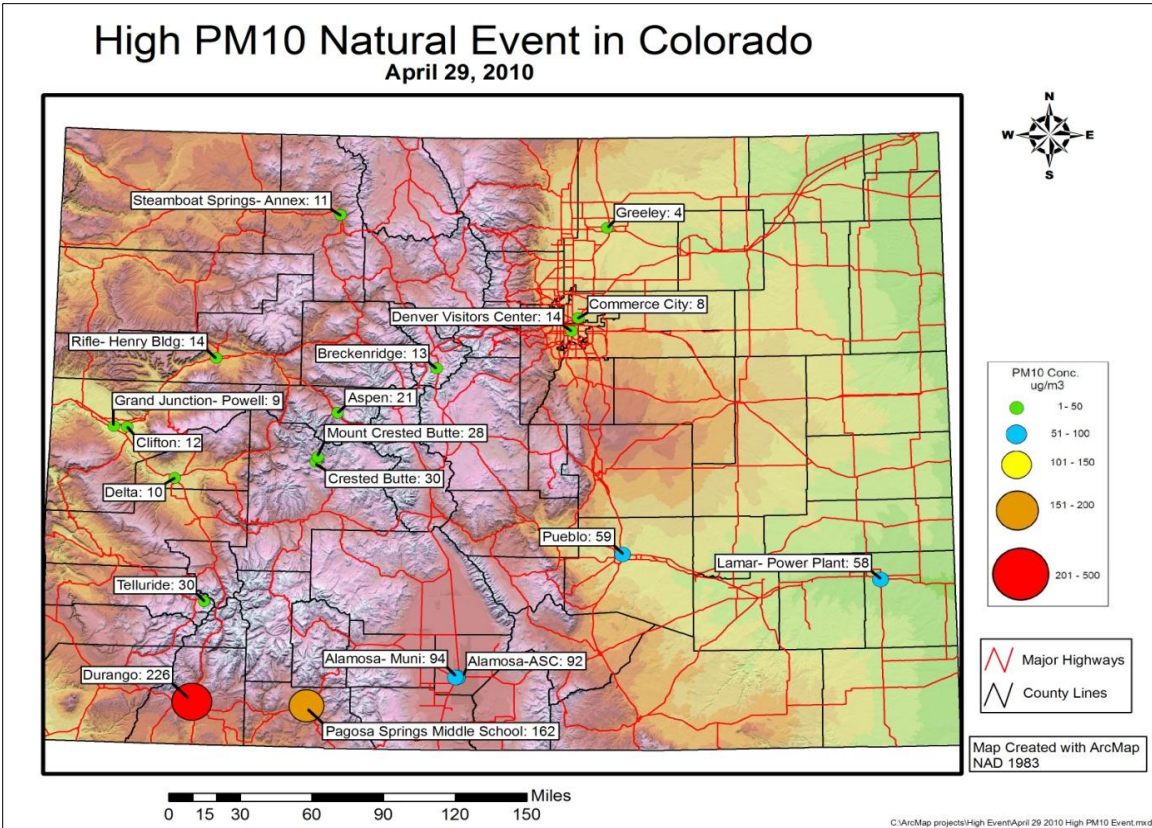 High PM10 Natural Event in Colorado
April 29, 2010
N
W
E
S
Steamboat Springs- Annex: 11
Greeley: 4
Commerce City: 8
Denver Visitors Center: 14
Rifle- Henry Bldg: 14
Breckenridge: 13
Grand Junction- Powell: 9
Aspen: 21
Clifton: 12
Mount Crested Butte: 28
Crested Butte: 30
Delta: 10
Pueblo: 59
Lamar- Power Plant: 58
Telluride: 30
Alamosa- Muni: 94
Alamosa-ASC: 92
Durango: 226
Pagosa Springs Middle School: 162
PM10 Conc.
ug/m3
1- 50
51 - 100
101 - 150
151 - 200
201 - 500
Major Highways
County Lines
Map Created with ArcMap
NAD 1983
Miles
0 15 30 60 90 120 150
C:\ArcMap projects\High Event\April 29 2010 High PM10 Event.mxd